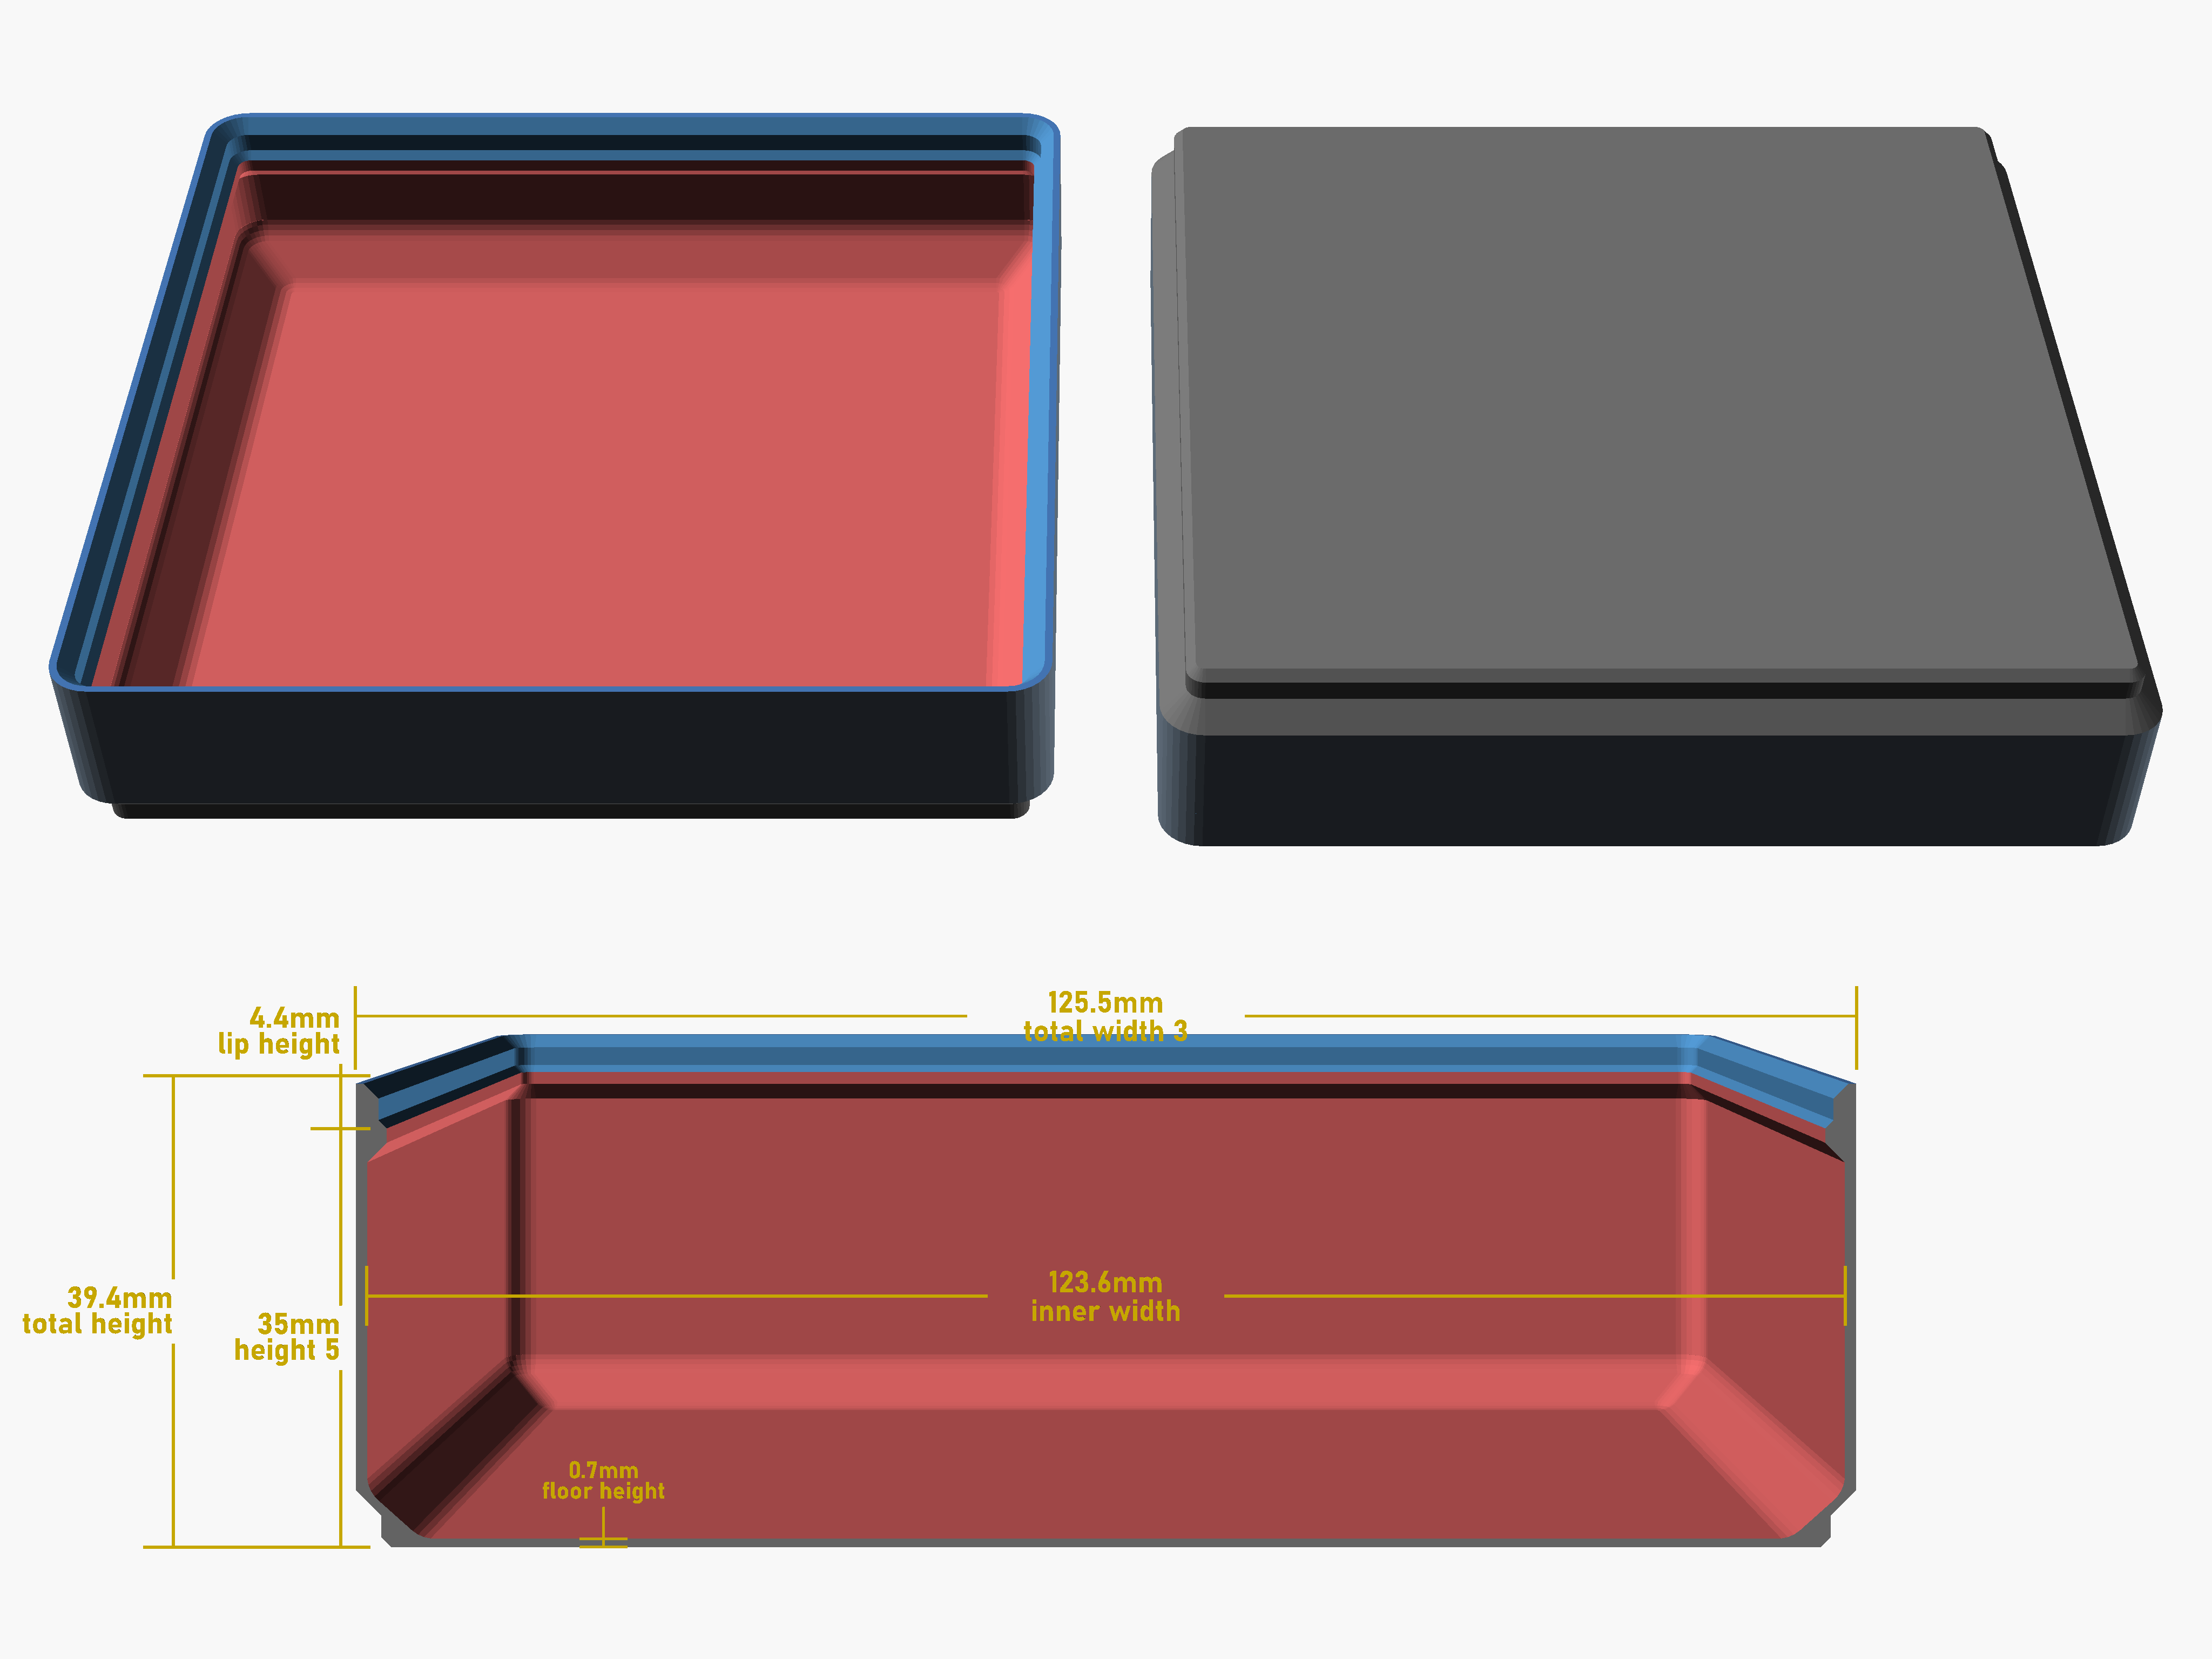 4.4mm
lip height
125.5mm
total width 3
39.4mm
total height
35mm
height 5
123.6mm
inner width
0.7mm
floor height